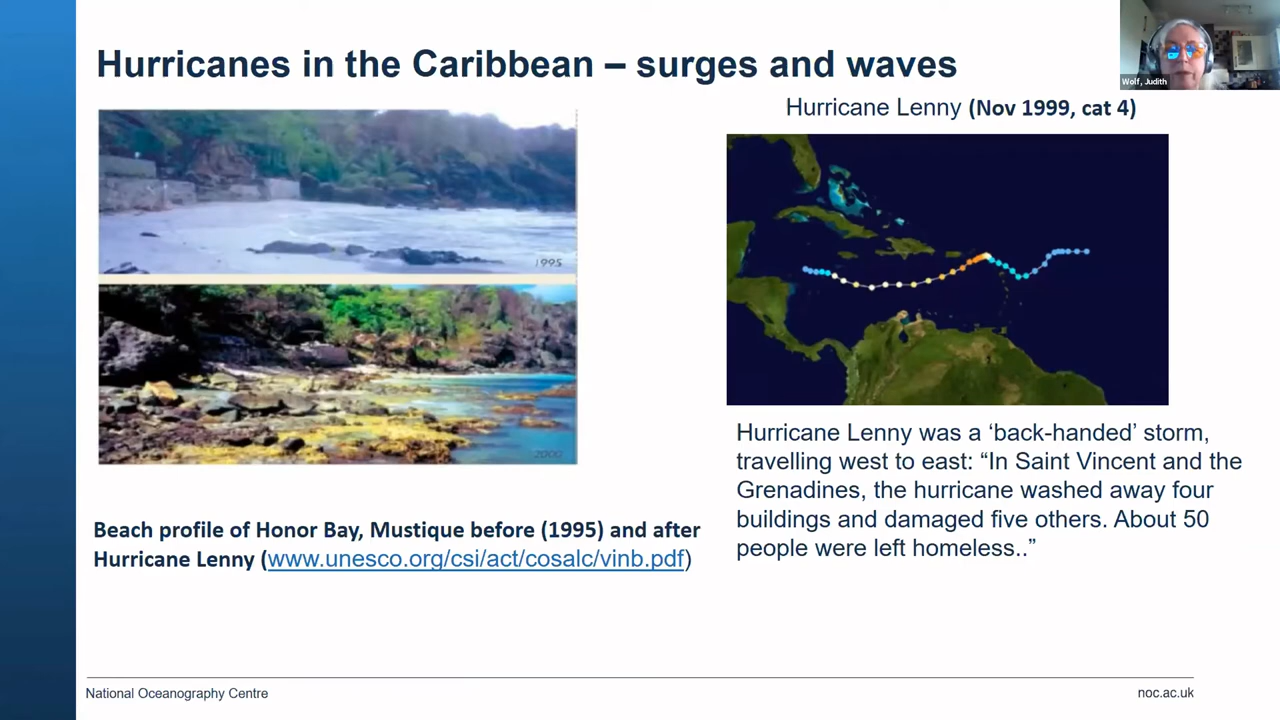 Hurricanes in the Caribbean – surges and waves
Wolf, Judith
Hurricane Lenny (Nov 1999, cat 4)
1995
2000
Hurricane Lenny was a ‘back-handed’ storm,
travelling west to east: “In Saint Vincent and the
Grenadines, the hurricane washed away four
buildings and damaged five others. About 50
people were left homeless..”
Beach profile of Honor Bay, Mustique before (1995) and after
Hurricane Lenny (www.unesco.org/csi/act/cosalc/vinb.pdf)
National Oceanography Centre
noc.ac.uk